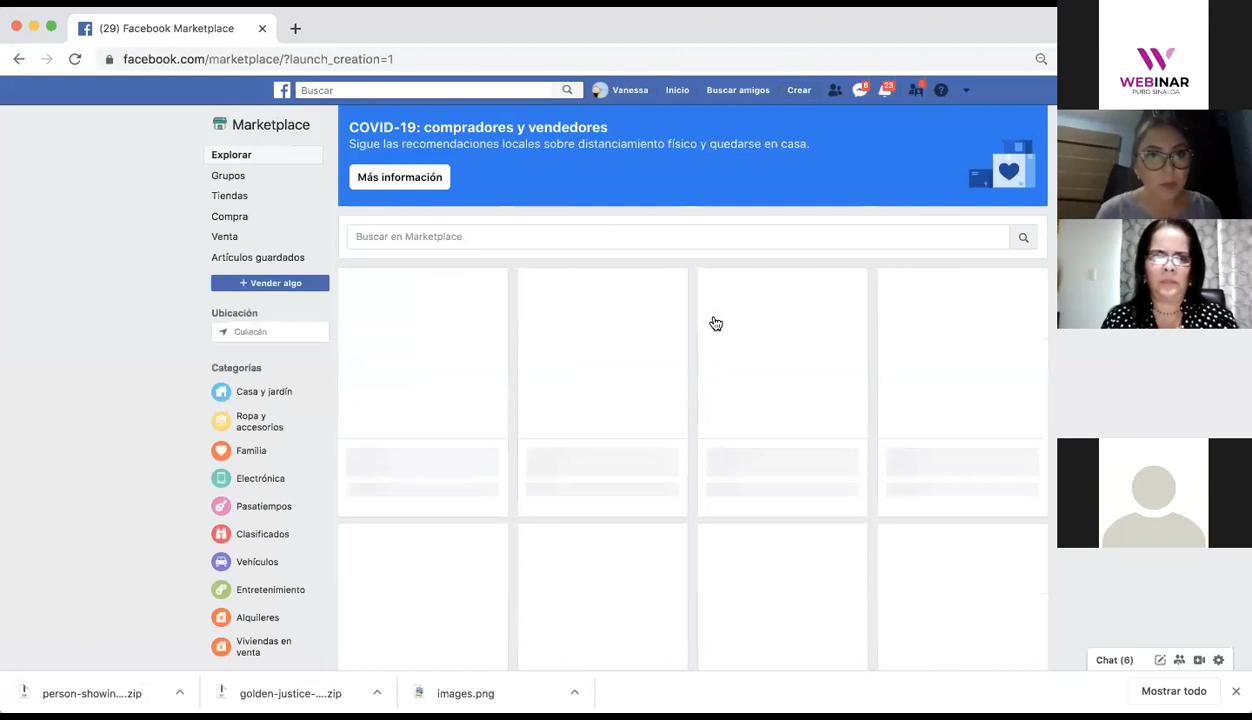 (29) Facebook Marketplace
facebook.com/marketplace/?launch_creation=1
Buscar
Vanessa
Inicio
Buscar amigos
Crear
8
23
Marketplace
Explorar
Grupos
Tiendas
Compra
Venta
Artículos guardados
+ Vender algo
Ubicación
Culiacán
Categorías
Casa y jardín
Ropa y
accesorios
Familia
Electrónica
Pasatiempos
Clasificados
Vehículos
Entretenimiento
Alquileres
Viviendas en
venta
COVID-19: compradores y vendedores
Sigue las recomendaciones locales sobre distanciamiento físico y quedarse en casa.
Más información
Buscar en Marketplace
WEBINAR
PURO SINALOA
Chat (6)
person-showin....zip
golden-justice-....zip
images.png
Mostrar todo